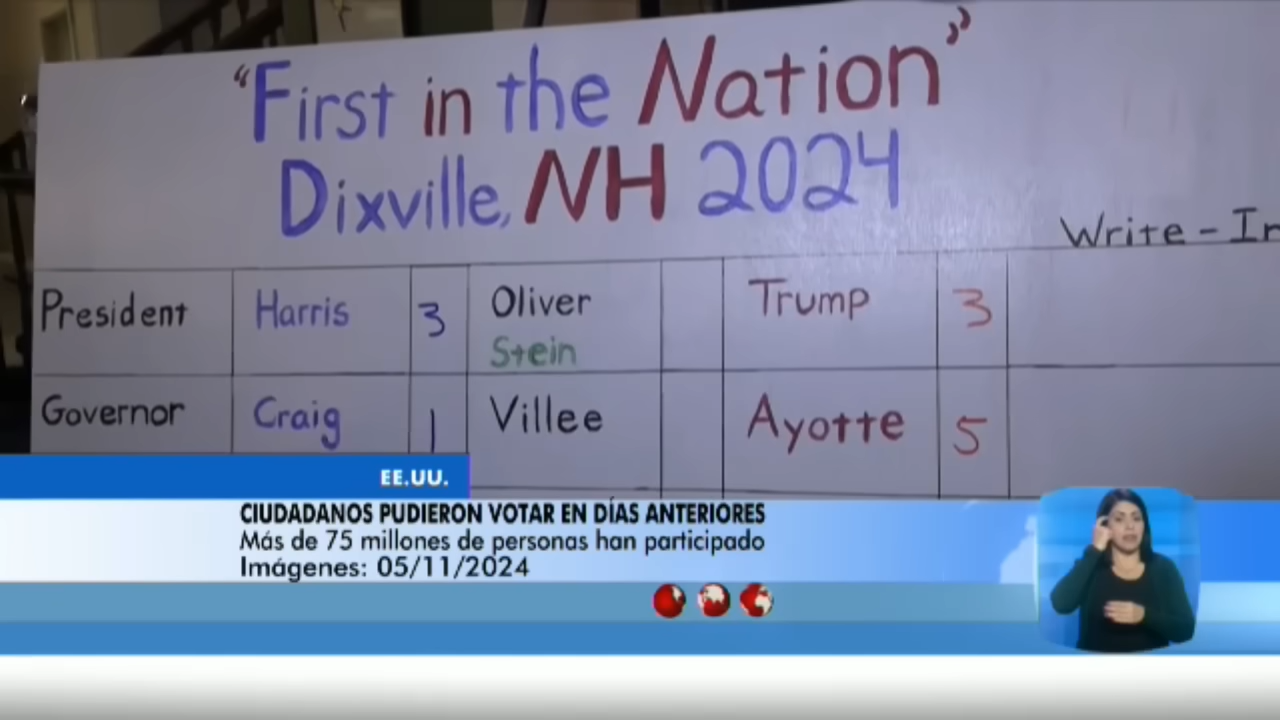 "First in the Nation"
Dixville, NH 2024
Write-In
President Harris 3 Oliver Trump 3
Stein
Governor Craig 1 Villee Ayotte 5
EE.UU.
CIUDADANOS PUDIERON VOTAR EN DÍAS ANTERIORES
Más de 75 millones de personas han participado
Imágenes: 05/11/2024